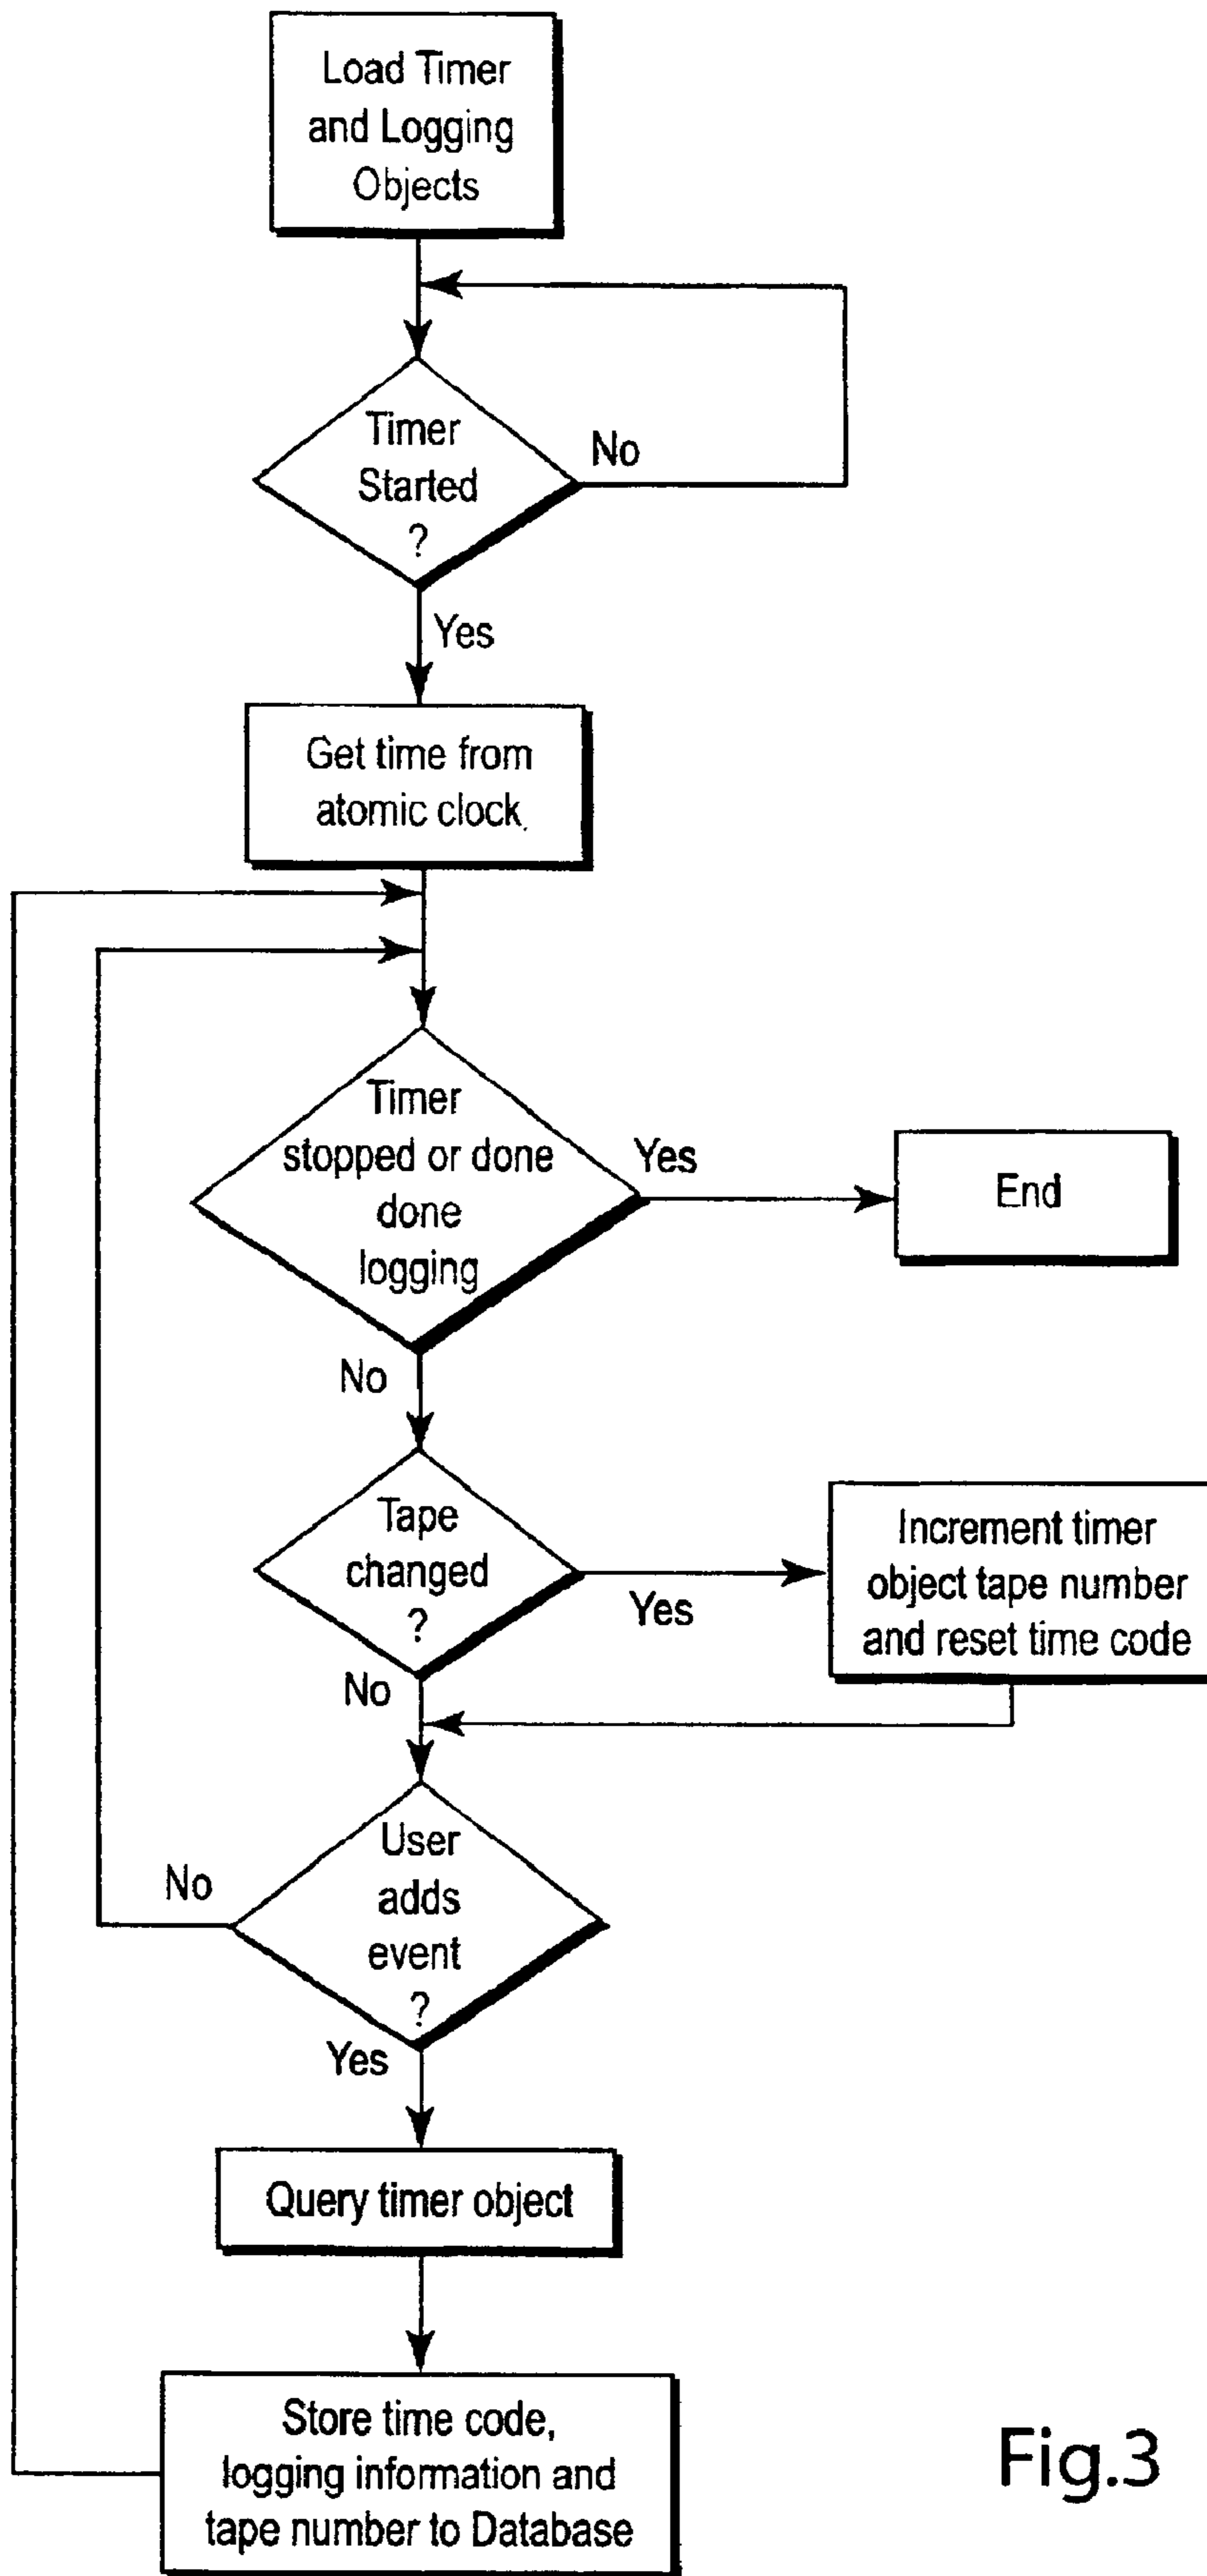 Load Timer
and Logging
Objects
Timer
Started
?
No
Yes
Get time from
atomic clock
Timer
stopped or done
done
logging
Yes
End
No
Tape
changed
?
Yes
Increment timer
object tape number
and reset time code
No
User
adds
event
?
No
Yes
Query timer object
Store time code,
logging information and
tape number to Database
Fig.3